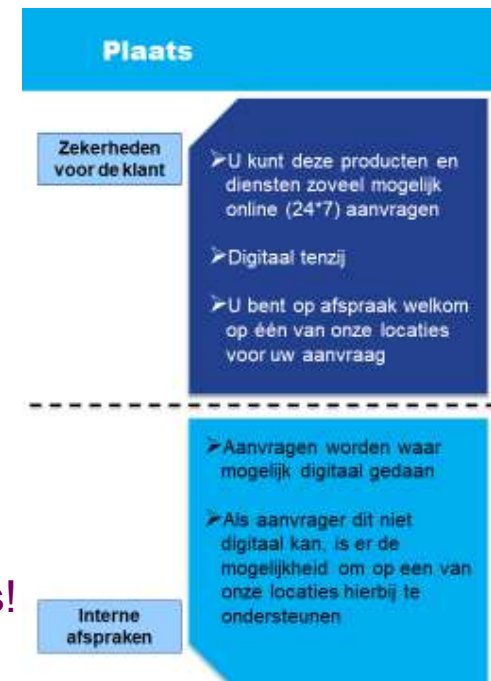 Plaats
Zekerheden
voor de klant
➢U kunt deze producten en
diensten zoveel mogelijk
online (24*7) aanvragen
➢Digitaal tenzij
➢U bent op afspraak welkom
op één van onze locaties
voor uw aanvraag
➢Aanvragen worden waar
mogelijk digitaal gedaan
➢Als aanvrager dit niet
digitaal kan, is er de
mogelijkheid om op een van
onze locaties hierbij te
ondersteunen
s!
Interne
afspraken